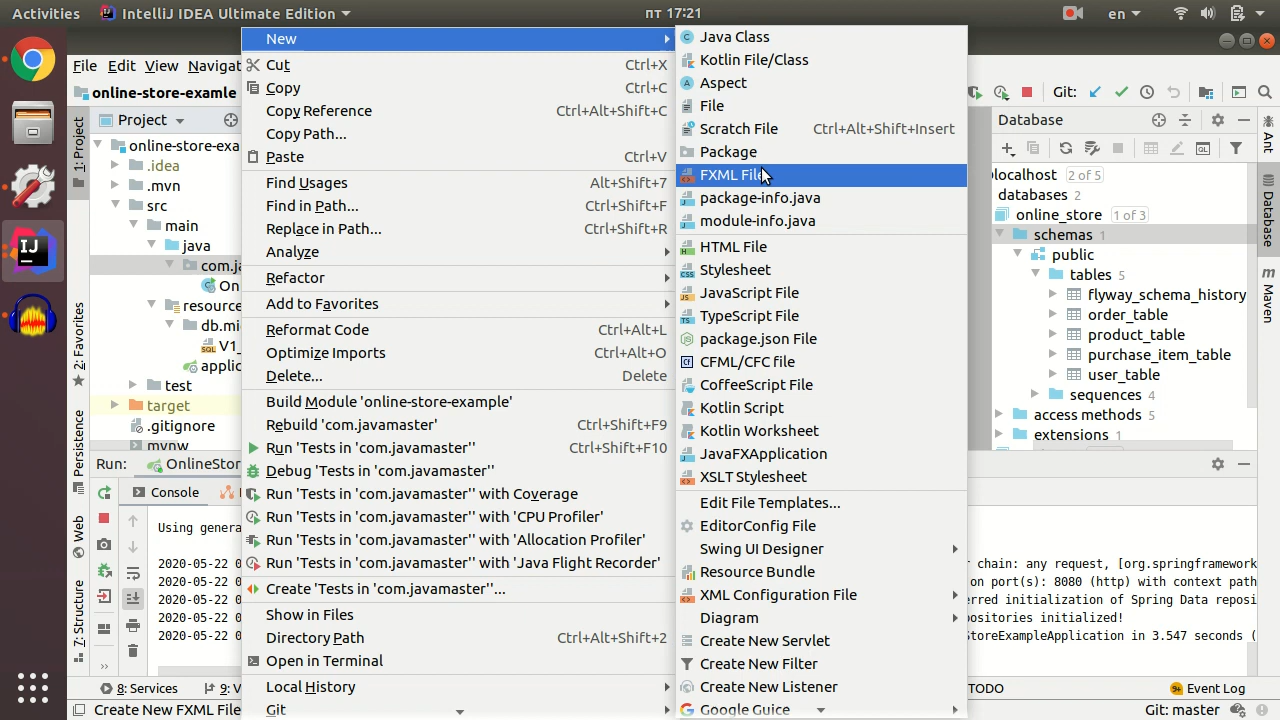 Activities
IntelliJ IDEA Ultimate Edition
пт 17:21
en
File Edit View Navigat
online-store-examle
Git:
1: Project
2: Favorites
Persistence
Web
7: Structure
Project
online-store-exa
.idea
.mvn
src
main
java
com.ja
On
resource
db.mi
V1_
applic
test
target
.gitignore
mvnw
New
Cut Ctrl+X
Copy Ctrl+C
Copy Reference Ctrl+Alt+Shift+C
Copy Path...
Paste Ctrl+V
Find Usages Alt+Shift+7
Find in Path... Ctrl+Shift+F
Replace in Path... Ctrl+Shift+R
Analyze
Refactor
Add to Favorites
Reformat Code Ctrl+Alt+L
Optimize Imports Ctrl+Alt+O
Delete... Delete
Build Module 'online-store-example'
Rebuild 'com.javamaster' Ctrl+Shift+F9
Run 'Tests in 'com.javamaster'' Ctrl+Shift+F10
Debug 'Tests in 'com.javamaster''
Run 'Tests in 'com.javamaster'' with Coverage
Run 'Tests in 'com.javamaster'' with 'CPU Profiler'
Run 'Tests in 'com.javamaster'' with 'Allocation Profiler'
Run 'Tests in 'com.javamaster'' with 'Java Flight Recorder'
Create 'Tests in 'com.javamaster''...
Show in Files
Directory Path Ctrl+Alt+Shift+2
Open in Terminal
Local History
Git
Java Class
Kotlin File/Class
Aspect
File
Scratch File Ctrl+Alt+Shift+Insert
Package
FXML File
package-info.java
module-info.java
HTML File
Stylesheet
JavaScript File
TypeScript File
package.json File
CFML/CFC file
CoffeeScript File
Kotlin Script
Kotlin Worksheet
JavaFXApplication
XSLT Stylesheet
Edit File Templates...
EditorConfig File
Swing UI Designer
Resource Bundle
XML Configuration File
Diagram
Create New Servlet
Create New Filter
Create New Listener
Google Guice
Database
localhost 2 of 5
databases 2
online_store 1 of 3
schemas 1
public
tables 5
flyway_schema_history
order_table
product_table
purchase_item_table
user_table
sequences 4
access methods 5
extensions 1
Ant
Database
Maven
Run: OnlineStor
Console
Using genera
2020-05-22 0
2020-05-22 0
2020-05-22 0
2020-05-22 0
2020-05-22 0
r chain: any request, [org.springframework
on port(s): 8080 (http) with context path
rred initialization of Spring Data reposi
positories initialized!
StoreExampleApplication in 3.547 seconds (
8: Services
9: V
TODO
Event Log
Create New FXML File
Git: master